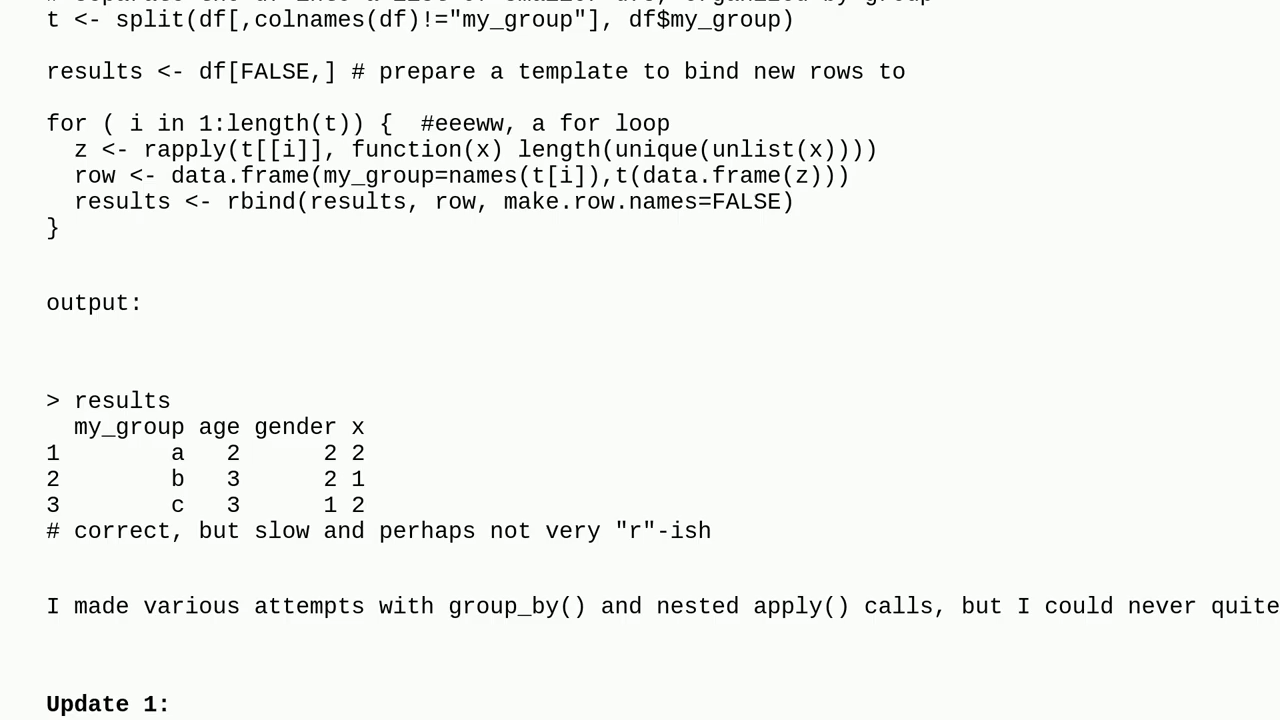 t <- split(df[,colnames(df)!="my_group"], df$my_group)
results <- df[FALSE,] # prepare a template to bind new rows to
for ( i in 1:length(t)) {  #eeeww, a for loop
  z <- rapply(t[[i]], function(x) length(unique(unlist(x))))
  row <- data.frame(my_group=names(t[i]),t(data.frame(z)))
  results <- rbind(results, row, make.row.names=FALSE)
}
output:
> results
  my_group age gender x
1        a   2      2 2
2        b   3      2 1
3        c   3      1 2
# correct, but slow and perhaps not very "r"-ish
I made various attempts with group_by() and nested apply() calls, but I could never quite
Update 1: